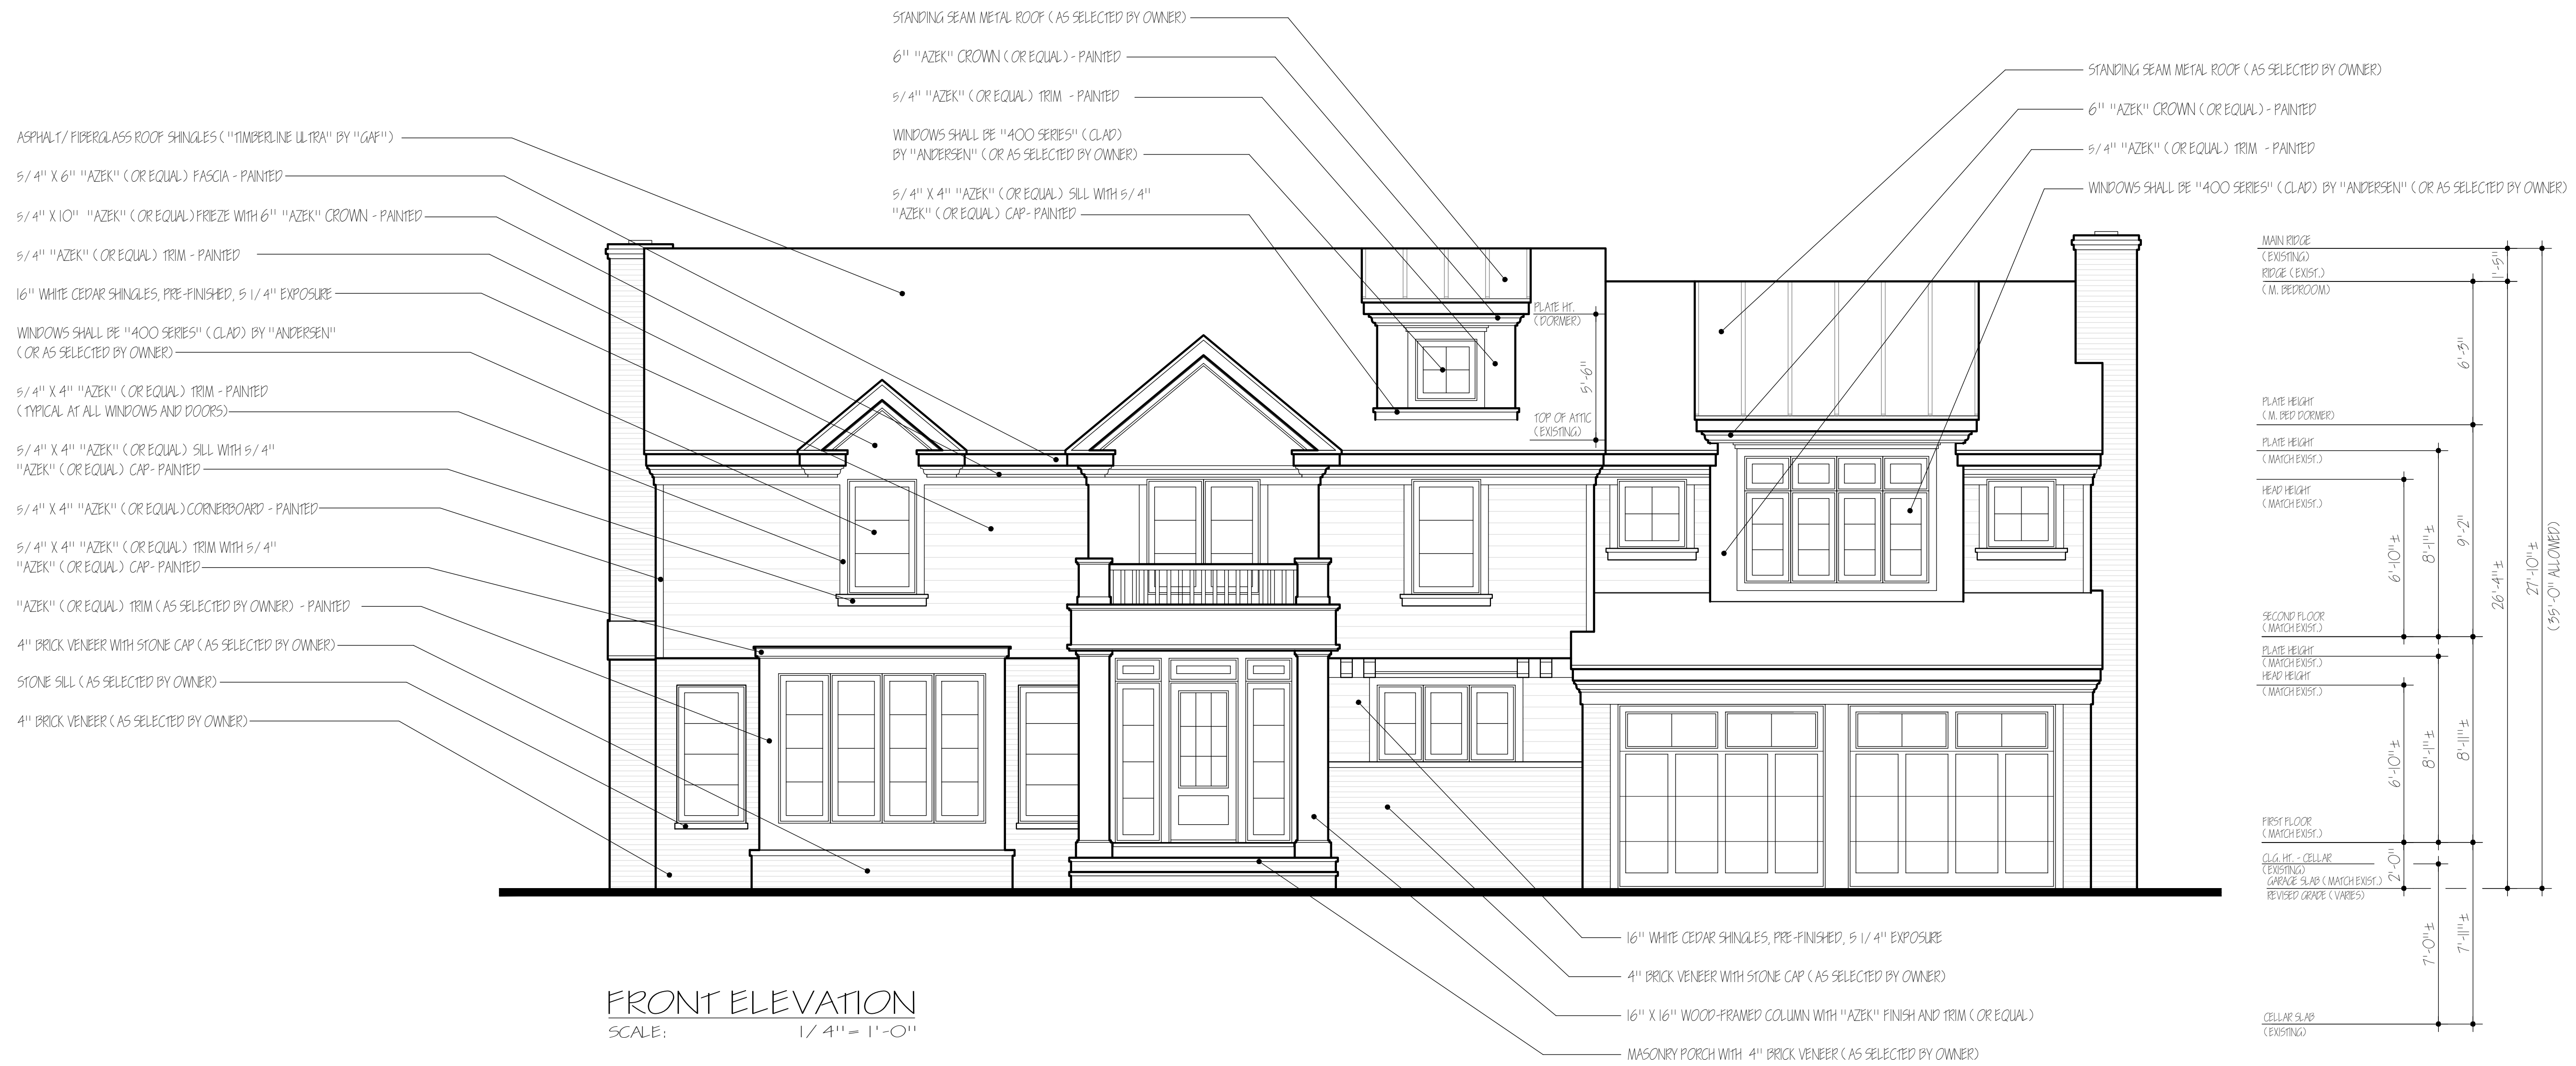 STANDING SEAM METAL ROOF ( AS SELECTED BY OWNER)
6" "AZEK" CROWN ( OR EQUAL) - PAINTED
5/4" "AZEK" ( OR EQUAL) TRIM - PAINTED
WINDOWS SHALL BE "400 SERIES" ( CLAD)
BY "ANDERSEN" ( OR AS SELECTED BY OWNER)
5/4" X 4" "AZEK" ( OR EQUAL) SILL WITH 5/4"
"AZEK" ( OR EQUAL) CAP- PAINTED
STANDING SEAM METAL ROOF ( AS SELECTED BY OWNER)
6" "AZEK" CROWN ( OR EQUAL) - PAINTED
5/4" "AZEK" ( OR EQUAL) TRIM - PAINTED
WINDOWS SHALL BE "400 SERIES" ( CLAD) BY "ANDERSEN" ( OR AS SELECTED BY OWNER)
ASPHALT/ FIBERGLASS ROOF SHINGLES ( "TIMBERLINE ULTRA" BY "GAF")
5/4" X 6" "AZEK" ( OR EQUAL) FASCIA - PAINTED
5/4" X 10" "AZEK" ( OR EQUAL) FRIEZE WITH 6" "AZEK" CROWN - PAINTED
5/4" "AZEK" ( OR EQUAL) TRIM - PAINTED
16" WHITE CEDAR SHINGLES, PRE-FINISHED, 5 1/4" EXPOSURE
WINDOWS SHALL BE "400 SERIES" ( CLAD) BY "ANDERSEN"
( OR AS SELECTED BY OWNER)
5/4" X 4" "AZEK" ( OR EQUAL) TRIM - PAINTED
( TYPICAL AT ALL WINDOWS AND DOORS)
5/4" X 4" "AZEK" ( OR EQUAL) SILL WITH 5/4"
"AZEK" ( OR EQUAL) CAP- PAINTED
5/4" X 4" "AZEK" ( OR EQUAL) CORNERBOARD - PAINTED
5/4" X 4" "AZEK" ( OR EQUAL) TRIM WITH 5/4"
"AZEK" ( OR EQUAL) CAP- PAINTED
"AZEK" ( OR EQUAL) TRIM ( AS SELECTED BY OWNER) - PAINTED
4" BRICK VENEER WITH STONE CAP ( AS SELECTED BY OWNER)
STONE SILL ( AS SELECTED BY OWNER)
4" BRICK VENEER ( AS SELECTED BY OWNER)
PLATE HT.
( DORMER)
5'-6"
TOP OF ATTIC
( EXISTING)
MAIN RIDGE
( EXISTING)
RIDGE ( EXIST.)
( M. BEDROOM)
1'-5"
6'-3"
PLATE HEIGHT
( M. BED DORMER)
PLATE HEIGHT
( MATCH EXIST.)
HEAD HEIGHT
( MATCH EXIST.)
6'-10"±
8'-1"±
9'-2"
26'-4"±
27'-10"±
( 35'-0" ALLOWED)
SECOND FLOOR
( MATCH EXIST.)
PLATE HEIGHT
( MATCH EXIST.)
HEAD HEIGHT
( MATCH EXIST.)
6'-10"±
8'-1"±
8'-11"±
FIRST FLOOR
( MATCH EXIST.)
CLG. HT. - CELLAR
( EXISTING)
2'-0"
GARAGE SLAB ( MATCH EXIST.)
REVISED GRADE ( VARIES)
7'-0"±
7'-11"±
CELLAR SLAB
( EXISTING)
16" WHITE CEDAR SHINGLES, PRE-FINISHED, 5 1/4" EXPOSURE
4" BRICK VENEER WITH STONE CAP ( AS SELECTED BY OWNER)
16" X 16" WOOD-FRAMED COLUMN WITH "AZEK" FINISH AND TRIM ( OR EQUAL)
MASONRY PORCH WITH 4" BRICK VENEER ( AS SELECTED BY OWNER)
FRONT ELEVATION
SCALE: 1/4" = 1'-0"